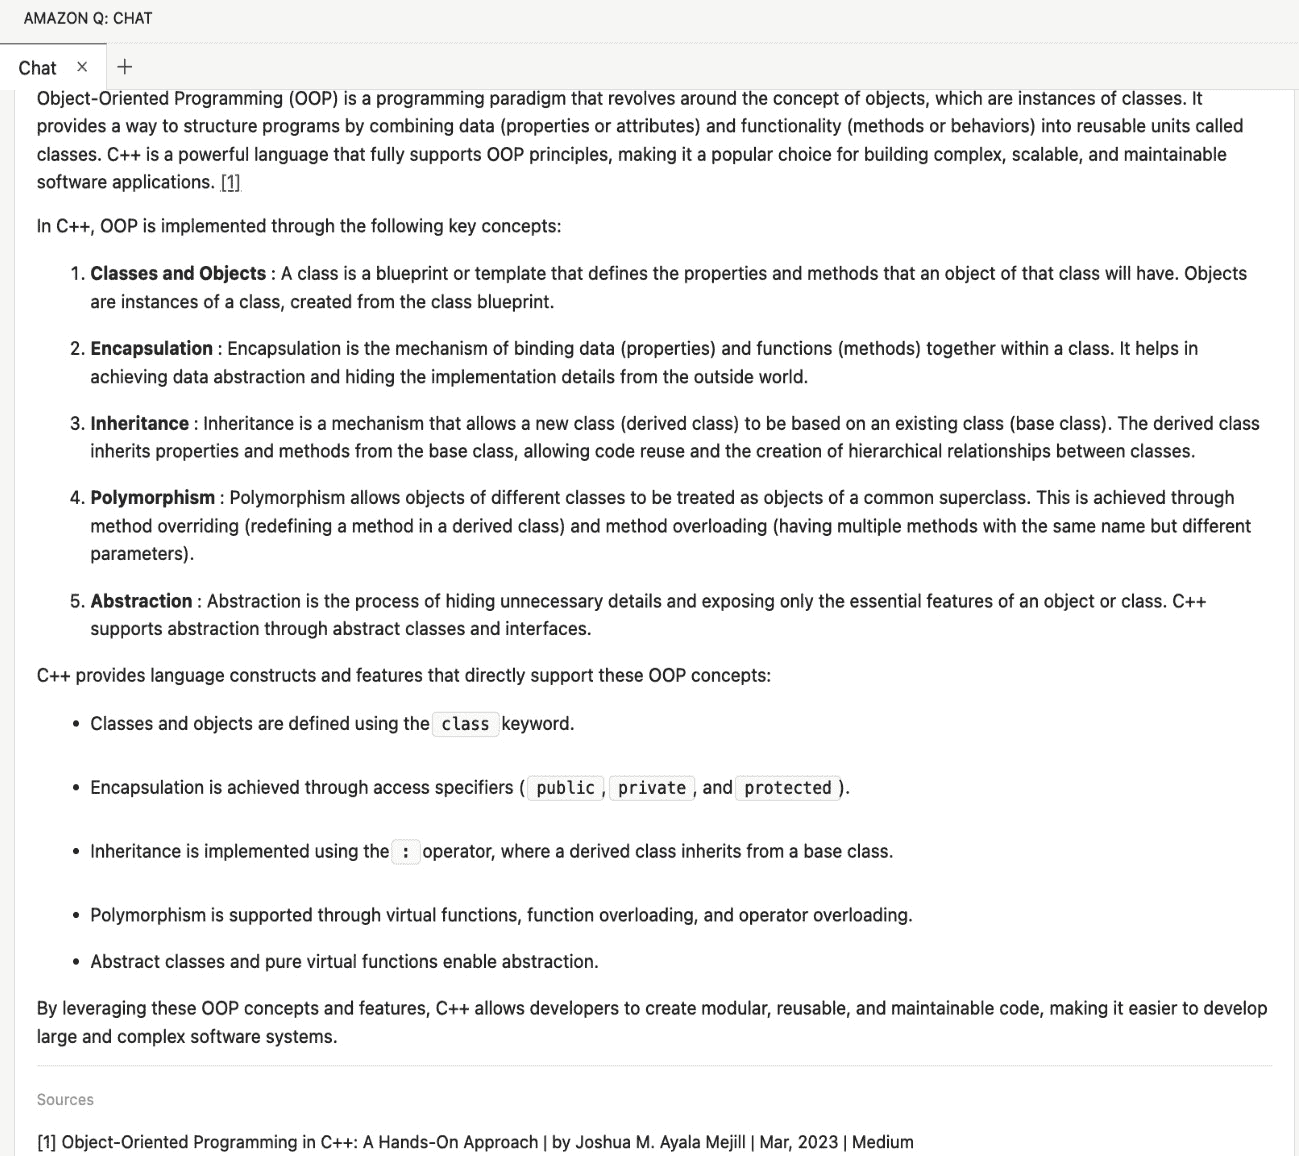 AMAZON Q: CHAT
Chat × +
Object-Oriented Programming (OOP) is a programming paradigm that revolves around the concept of objects, which are instances of classes. It
provides a way to structure programs by combining data (properties or attributes) and functionality (methods or behaviors) into reusable units called
classes. C++ is a powerful language that fully supports OOP principles, making it a popular choice for building complex, scalable, and maintainable
software applications. [1]
In C++, OOP is implemented through the following key concepts:
1. Classes and Objects : A class is a blueprint or template that defines the properties and methods that an object of that class will have. Objects
are instances of a class, created from the class blueprint.
2. Encapsulation : Encapsulation is the mechanism of binding data (properties) and functions (methods) together within a class. It helps in
achieving data abstraction and hiding the implementation details from the outside world.
3. Inheritance : Inheritance is a mechanism that allows a new class (derived class) to be based on an existing class (base class). The derived class
inherits properties and methods from the base class, allowing code reuse and the creation of hierarchical relationships between classes.
4. Polymorphism : Polymorphism allows objects of different classes to be treated as objects of a common superclass. This is achieved through
method overriding (redefining a method in a derived class) and method overloading (having multiple methods with the same name but different
parameters).
5. Abstraction : Abstraction is the process of hiding unnecessary details and exposing only the essential features of an object or class. C++
supports abstraction through abstract classes and interfaces.
C++ provides language constructs and features that directly support these OOP concepts:
• Classes and objects are defined using the class keyword.
• Encapsulation is achieved through access specifiers ( public , private , and protected ).
• Inheritance is implemented using the : operator, where a derived class inherits from a base class.
• Polymorphism is supported through virtual functions, function overloading, and operator overloading.
• Abstract classes and pure virtual functions enable abstraction.
By leveraging these OOP concepts and features, C++ allows developers to create modular, reusable, and maintainable code, making it easier to develop
large and complex software systems.
Sources
[1] Object-Oriented Programming in C++: A Hands-On Approach | by Joshua M. Ayala Mejill | Mar, 2023 | Medium